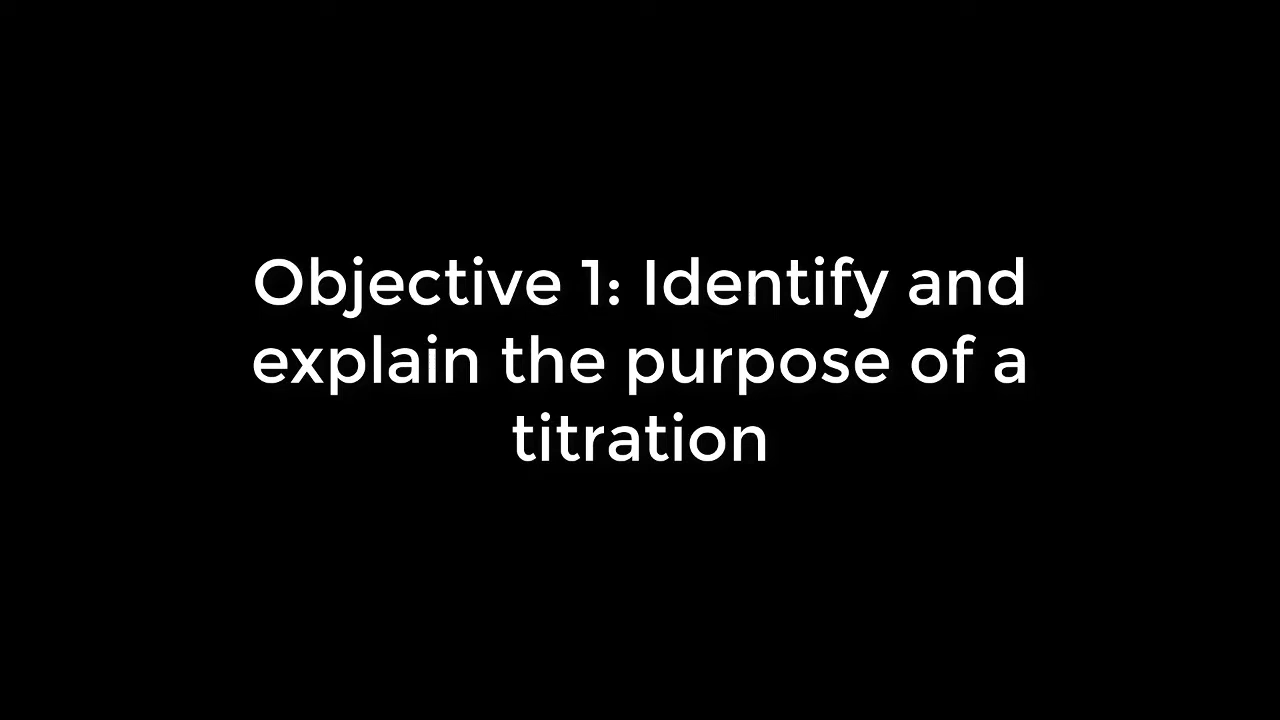 Objective 1: Identify and
explain the purpose of a
titration